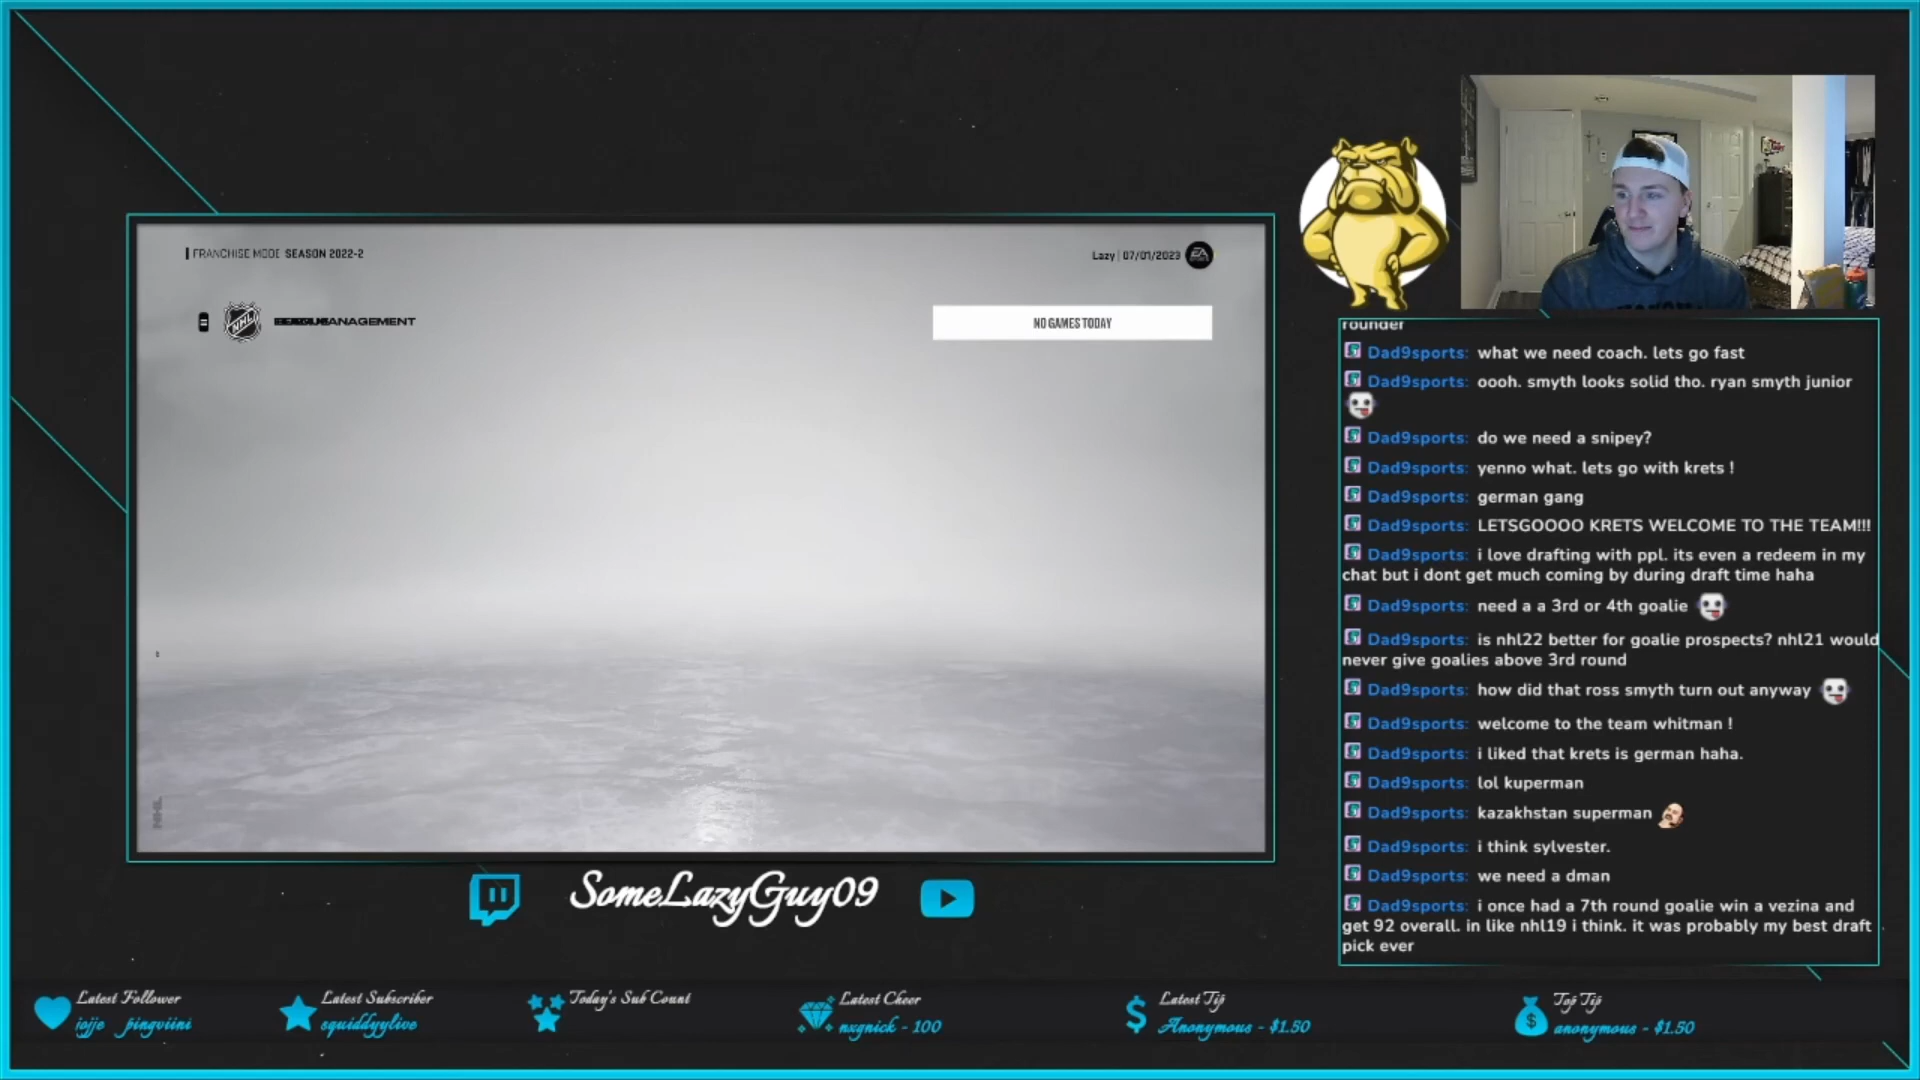 FRANCHISE MODE SEASON 2022-2
Lazy | 07/01/2023
EA
NHL
MANAGEMENT
NO GAMES TODAY
NHL
rounder
Dad9sports: what we need coach. lets go fast
Dad9sports: oooh. smyth looks solid tho. ryan smyth junior
Dad9sports: do we need a snipey?
Dad9sports: yenno what. lets go with krets !
Dad9sports: german gang
Dad9sports: LETSGOOOO KRETS WELCOME TO THE TEAM!!!
Dad9sports: i love drafting with ppl. its even a redeem in my
chat but i dont get much coming by during draft time haha
Dad9sports: need a a 3rd or 4th goalie
Dad9sports: is nhl22 better for goalie prospects? nhl21 would
never give goalies above 3rd round
Dad9sports: how did that ross smyth turn out anyway
Dad9sports: welcome to the team whitman !
Dad9sports: i liked that krets is german haha.
Dad9sports: lol kuperman
Dad9sports: kazakhstan superman
Dad9sports: i think sylvester.
Dad9sports: we need a dman
Dad9sports: i once had a 7th round goalie win a vezina and
get 92 overall. in like nhl19 i think. it was probably my best draft
pick ever
SomeLazyGuy09
Latest Follower
iojje_pingviini
Latest Subscriber
squiddyylive
Today's Sub Count
Latest Cheer
nxgnick - 100
Latest Tip
Anonymous - $1.50
Top Tip
anonymous - $1.50